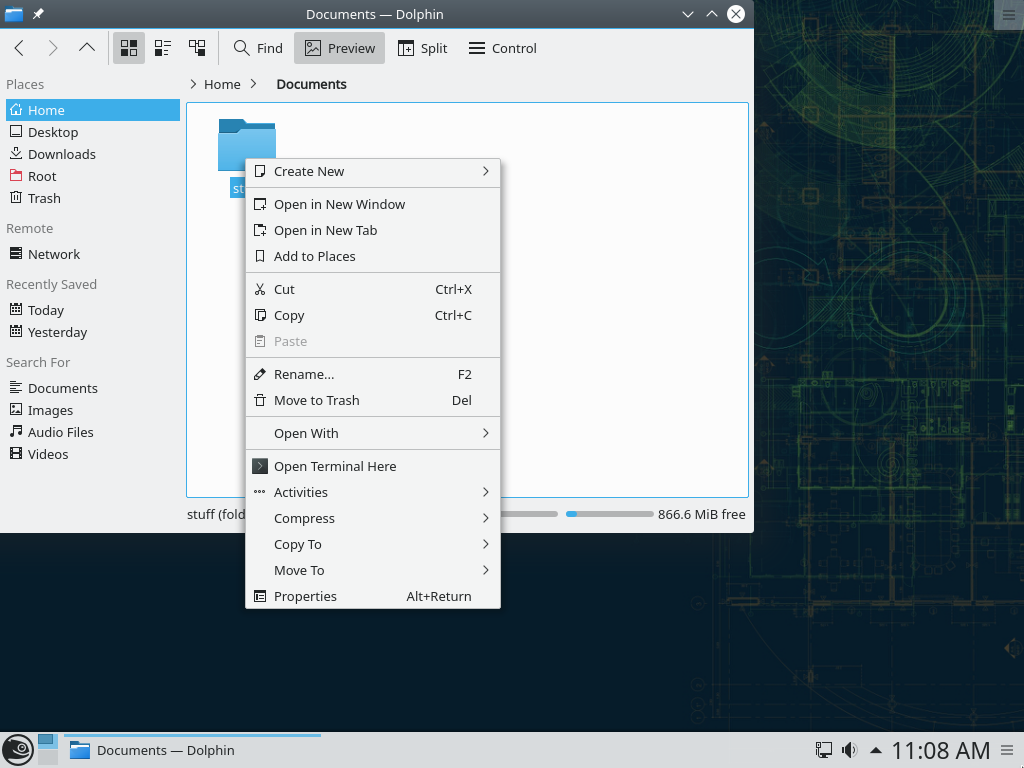 Documents — Dolphin
Find Preview Split Control
Places Home Documents
Home
Desktop
Downloads
Root
Trash
Remote
Network
Recently Saved
Today
Yesterday
Search For
Documents
Images
Audio Files
Videos
st
Create New
Open in New Window
Open in New Tab
Add to Places
Cut Ctrl+X
Copy Ctrl+C
Paste
Rename... F2
Move to Trash Del
Open With
Open Terminal Here
Activities
Compress
Copy To
Move To
Properties Alt+Return
stuff (fold 866.6 MiB free
Documents — Dolphin 11:08 AM